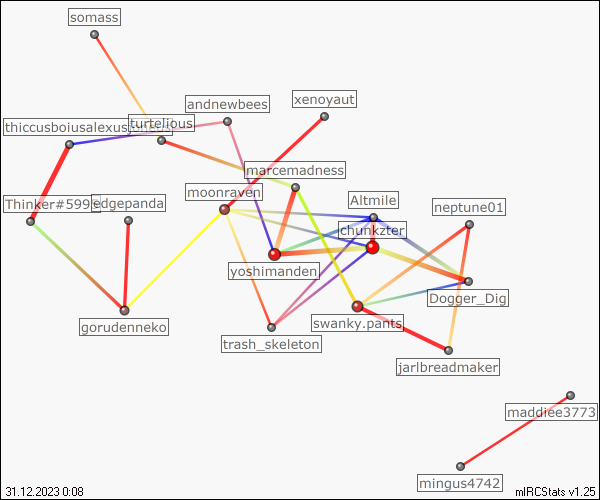 somass
andnewbees
xenoyaut
thiccusboiusalexus
turtelious
marcemadness
moonraven
Altmile
Thinker#599
edgepanda
neptune01
chunkzter
yoshimanden
Dogger_Dig
gorudenneko
swanky.pants
trash_skeleton
jarlbreadmaker
maddiee3773
mingus4742
31.12.2023 0:08
mIRCStats v1.25